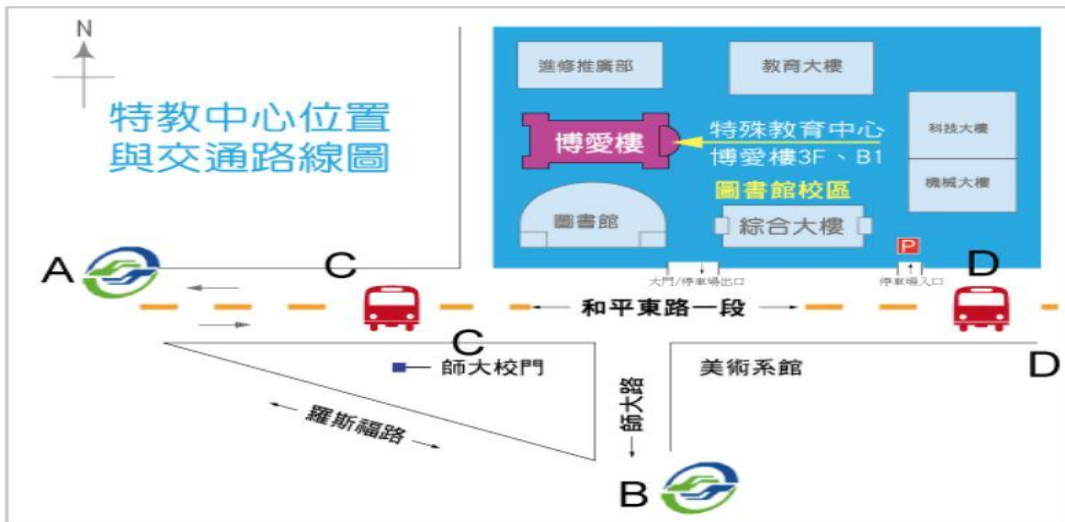 N
特教中心位置
與交通路線圖
進修推廣部
教育大樓
博愛樓
特殊教育中心
博愛樓3F、B1
科技大樓
機械大樓
圖書館校區
圖書館
綜合大樓
P
A
C
D
大門/停車場出口
停車場入口
和平東路一段
C
師大校門
美術系館
D
羅斯福路
師大路
B